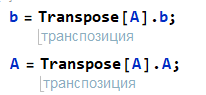 b = Transpose[A].b;
транспозиция
A = Transpose[A].A;
транспозиция